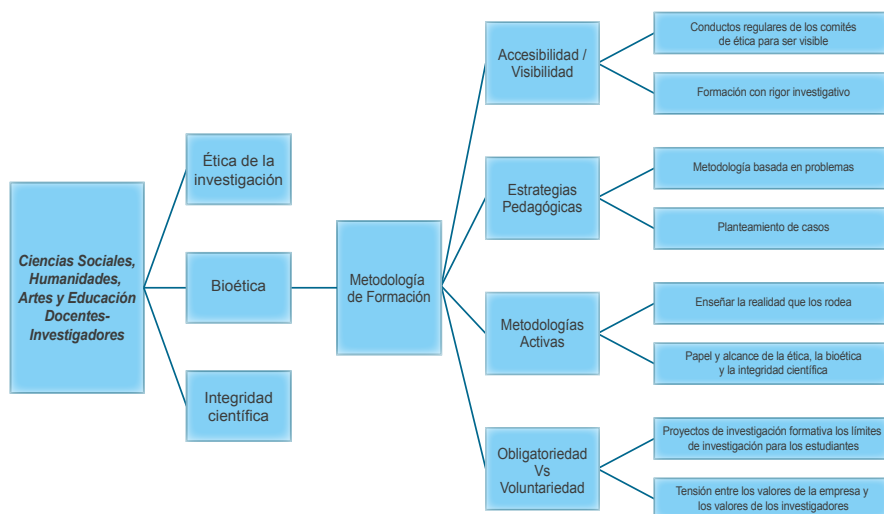 Ciencias Sociales,
Humanidades,
Artes y Educación
Docentes-
Investigadores
Ética de la
investigación
Bioética
Integridad
científica
Metodología
de Formación
Accesibilidad /
Visibilidad
Conductos regulares de los comités
de ética para ser visible
Formación con rigor investigativo
Estrategias
Pedagógicas
Metodología basada en problemas
Planteamiento de casos
Metodologías
Activas
Enseñar la realidad que los rodea
Papel y alcance de la ética, la bioética
y la integridad científica
Obligatoriedad
Vs
Voluntariedad
Proyectos de investigación formativa los límites
de investigación para los estudiantes
Tensión entre los valores de la empresa y
los valores de los investigadores